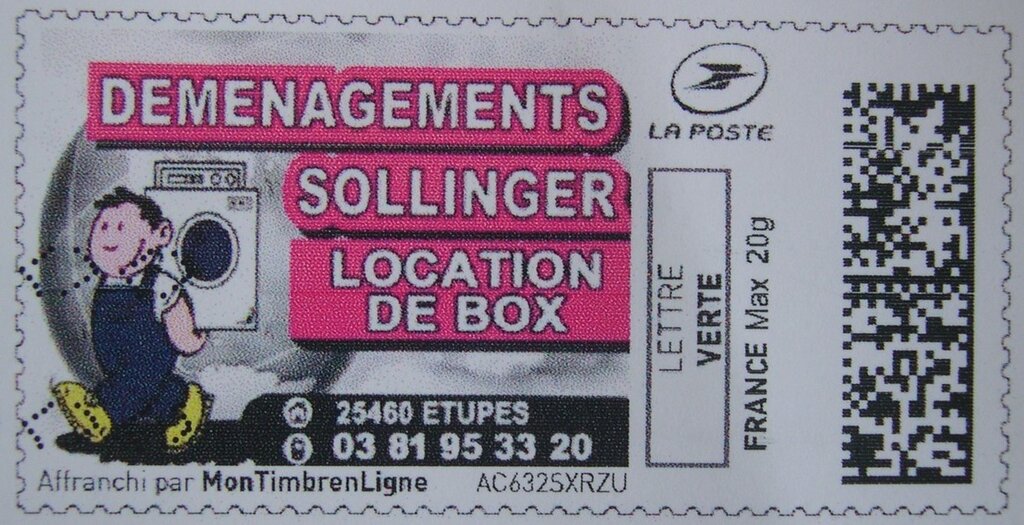 DEMENAGEMENTS
SOLLINGER
LOCATION
DE BOX
25460 ETUPES
03 81 95 33 20
Affranchi par MonTimbrenLigne
AC632SXRZU
LA POSTE
LETTRE
VERTE
FRANCE Max 20g